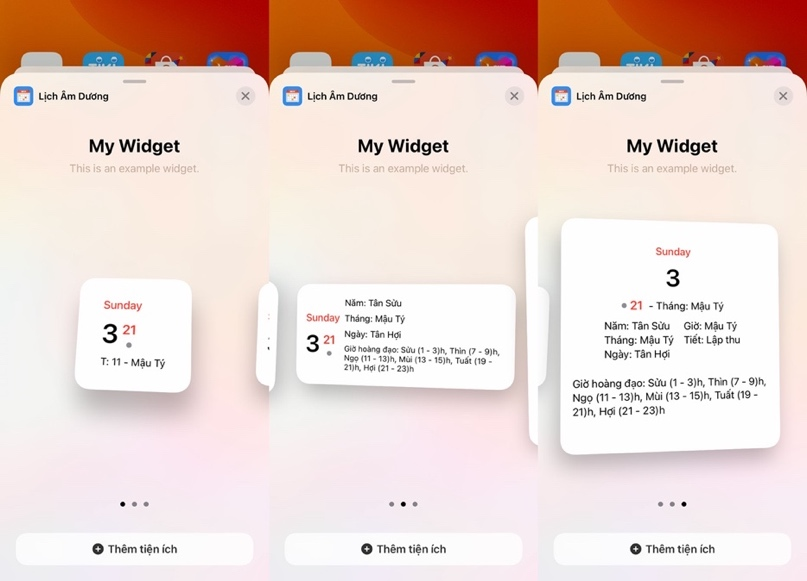 Lịch Âm Dương
My Widget
This is an example widget.
Sunday
3 21
T: 11 - Mậu Tý
Thêm tiện ích
Lịch Âm Dương
My Widget
This is an example widget.
Năm: Tân Sửu
Sunday Tháng: Mậu Tý
3 21 Ngày: Tân Hợi
Giờ hoàng đạo: Sửu (1 - 3)h, Thìn (7 - 9)h,
Ngọ (11 - 13)h, Mùi (13 - 15)h, Tuất (19 -
21)h, Hợi (21 - 23)h
Thêm tiện ích
Lịch Âm Dương
My Widget
This is an example widget.
Sunday
3
21 - Tháng: Mậu Tý
Năm: Tân Sửu Giờ: Mậu Tý
Tháng: Mậu Tý Tiết: Lập thu
Ngày: Tân Hợi
Giờ hoàng đạo: Sửu (1 - 3)h, Thìn (7 - 9)h,
Ngọ (11 - 13)h, Mùi (13 - 15)h, Tuất (19 -
21)h, Hợi (21 - 23)h
Thêm tiện ích